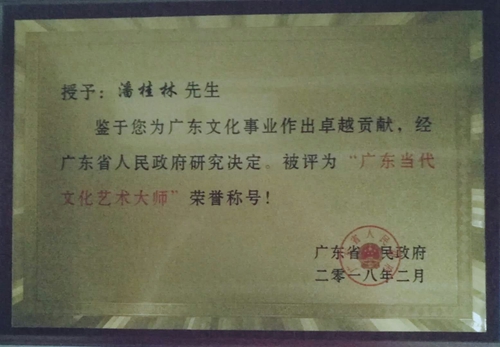 授予：潘桂林 先生
鉴于您为广东文化事业作出卓越贡献，经
广东省人民政府研究决定。被评为“广东当代
文化艺术大师”荣誉称号！
广东省人民政府
二零一八年二月